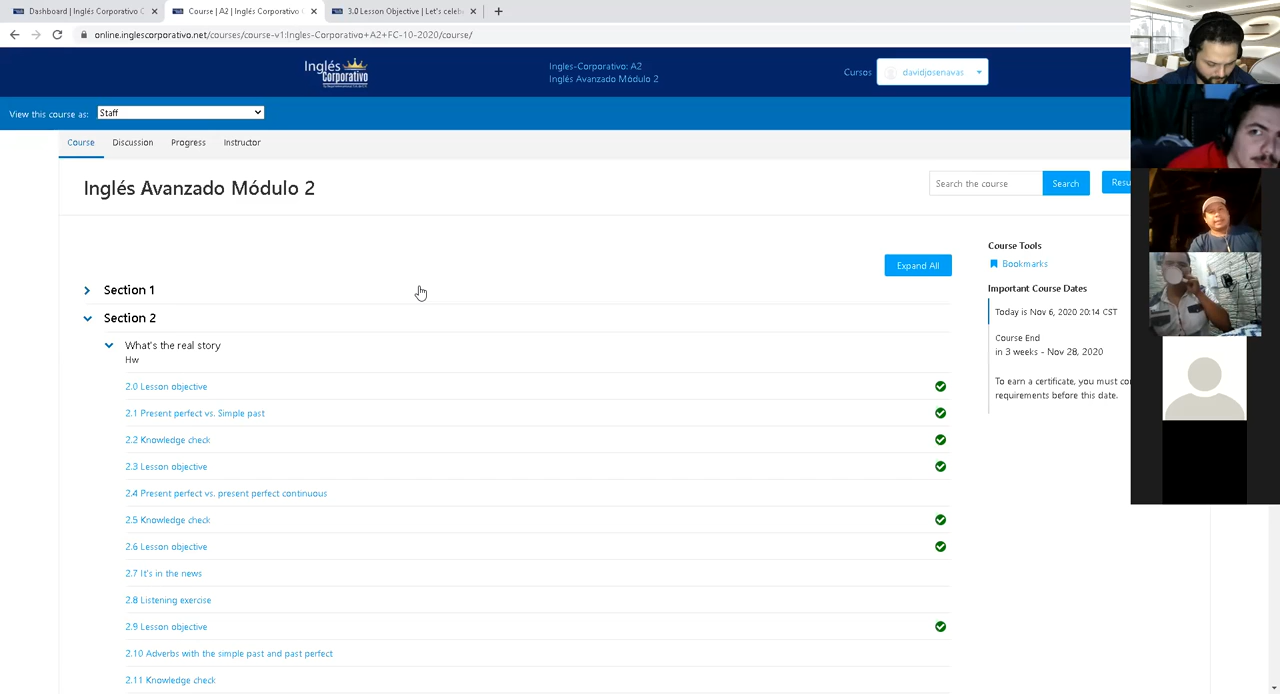 Dashboard | Inglés Corporativo C
Course | A2 | Inglés Corporativo
3.0 Lesson Objective | Let's celeb
online.inglescorporativo.net/courses/course-v1:Ingles-Corporativo+A2+FC-10-2020/course/
Inglés
Corporativo
Ingles-Corporativo: A2
Inglés Avanzado Módulo 2
Cursos
davidjosenavas
View this course as:
Staff
Course
Discussion
Progress
Instructor
Inglés Avanzado Módulo 2
Search the course
Search
Resu
Expand All
Course Tools
Bookmarks
Important Course Dates
Today is Nov 6, 2020 20:14 CST
Course End
in 3 weeks - Nov 28, 2020
To earn a certificate, you must co
requirements before this date.
Section 1
Section 2
What's the real story
Hw
2.0 Lesson objective
2.1 Present perfect vs. Simple past
2.2 Knowledge check
2.3 Lesson objective
2.4 Present perfect vs. present perfect continuous
2.5 Knowledge check
2.6 Lesson objective
2.7 It's in the news
2.8 Listening exercise
2.9 Lesson objective
2.10 Adverbs with the simple past and past perfect
2.11 Knowledge check